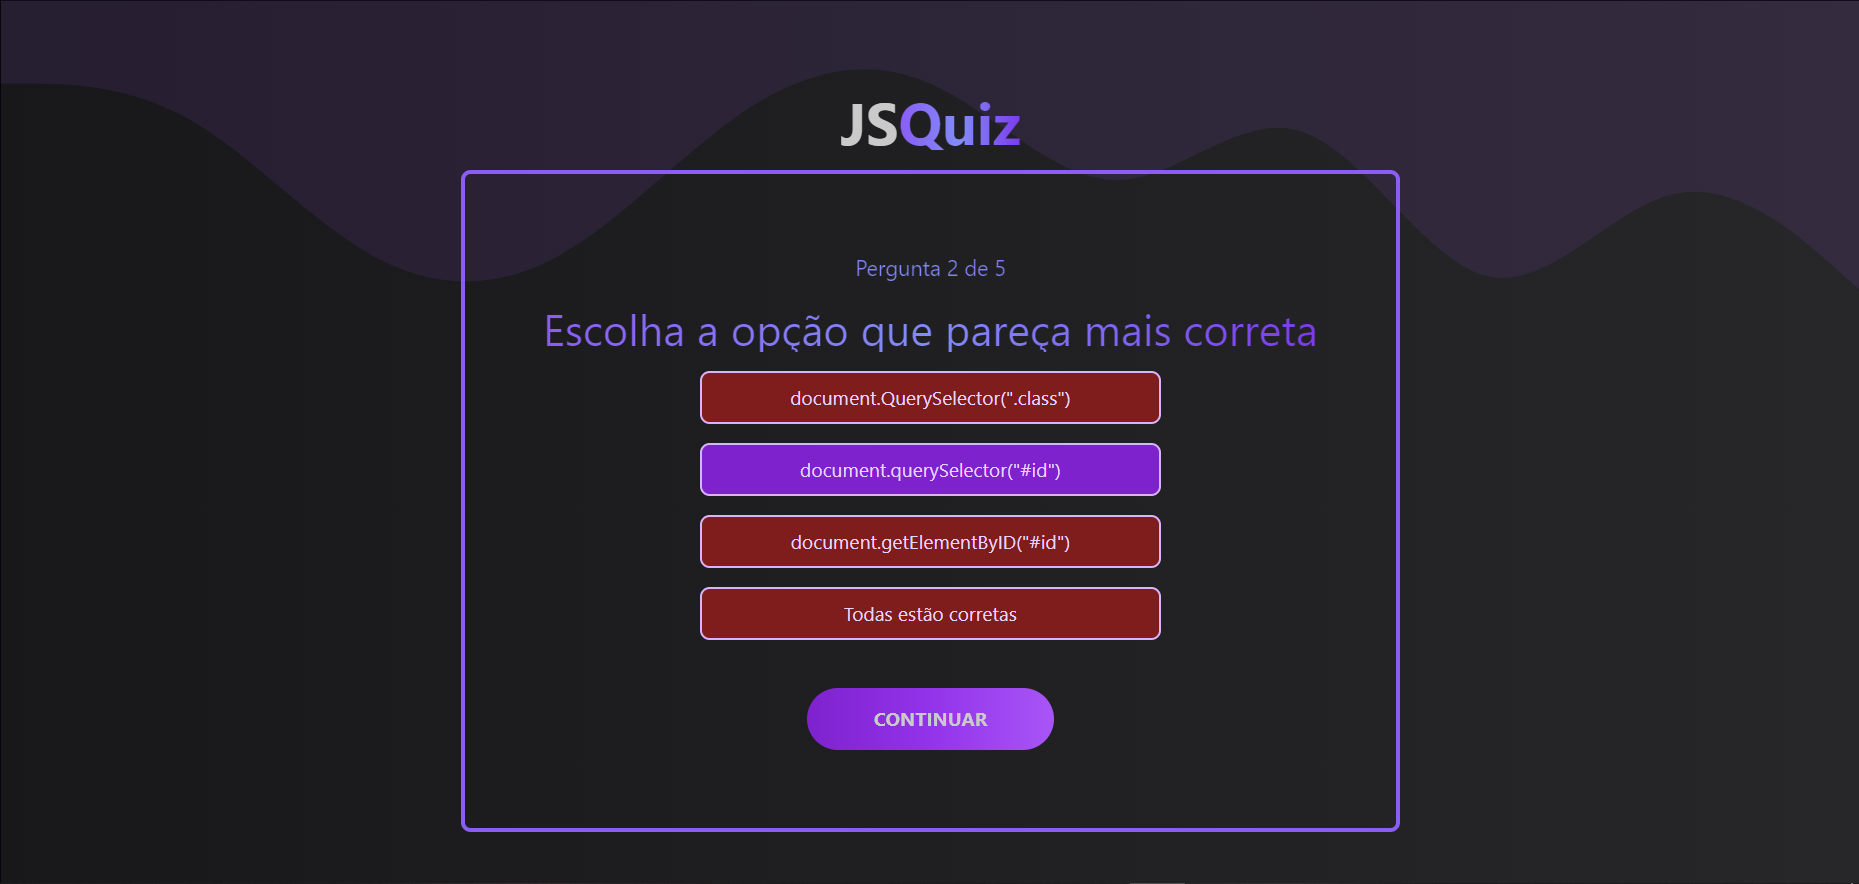 JSQuiz
Pergunta 2 de 5
Escolha a opção que pareça mais correta
document.QuerySelector(".class")
document.querySelector("#id")
document.getElementByID("#id")
Todas estão corretas
CONTINUAR